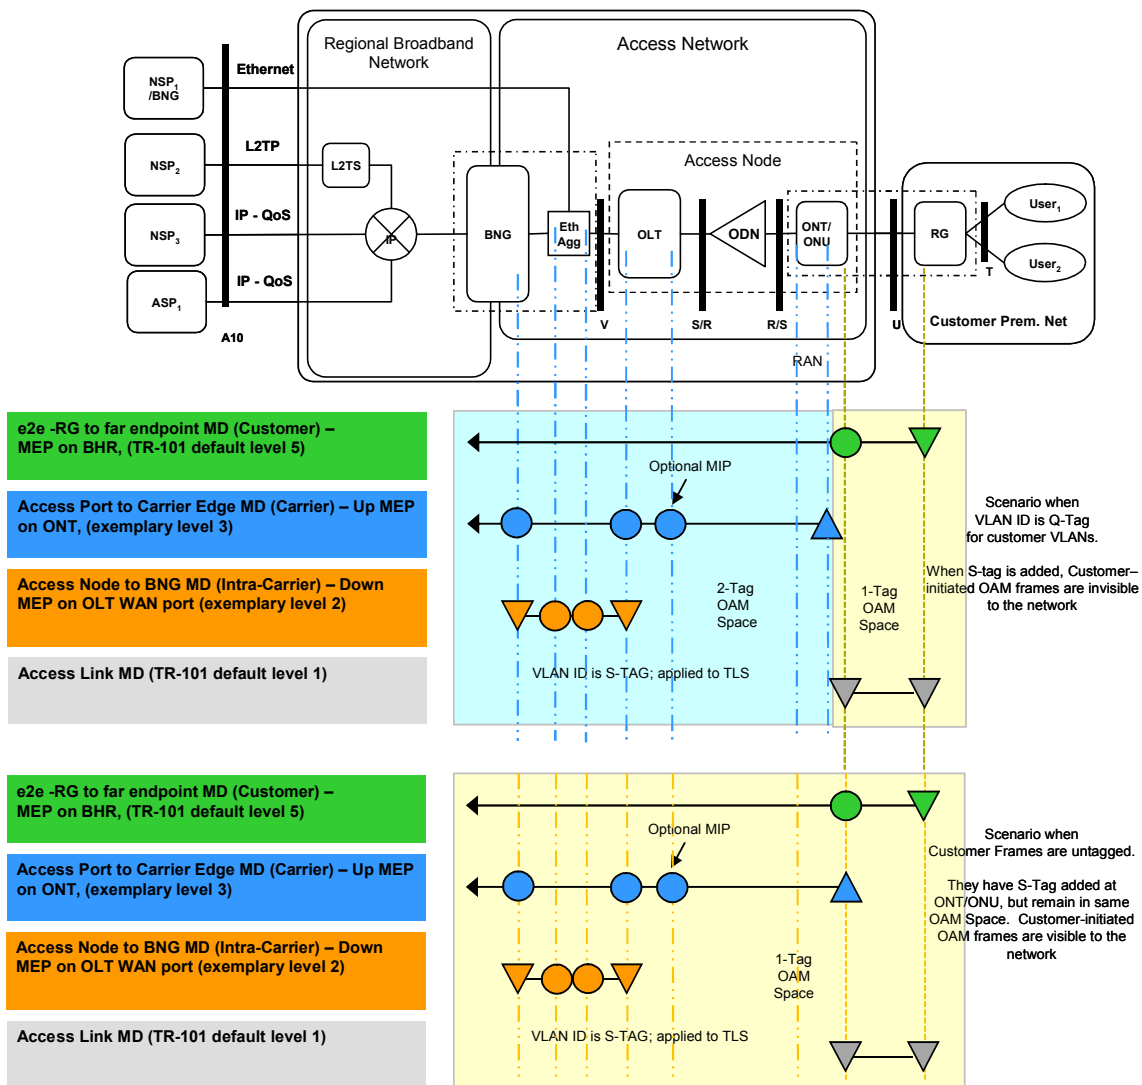 Regional Broadband
Network
Access Network
Ethernet
NSP1
/BNG
L2TP
NSP2
L2TS
Access Node
IP - QoS
NSP3
IP
BNG
Eth
Agg
OLT
ODN
ONT/
ONU
RG
User1
User2
T
IP - QoS
ASP1
A10
V
S/R
R/S
U
Customer Prem. Net
RAN
e2e -RG to far endpoint MD (Customer) –
MEP on BHR, (TR-101 default level 5)
Optional MIP
Access Port to Carrier Edge MD (Carrier) – Up MEP
on ONT, (exemplary level 3)
Scenario when
VLAN ID is Q-Tag
for customer VLANs.
When S-tag is added, Customer–
initiated OAM frames are invisible
to the network
Access Node to BNG MD (Intra-Carrier) – Down
MEP on OLT WAN port (exemplary level 2)
2-Tag
OAM
Space
1-Tag
OAM
Space
Access Link MD (TR-101 default level 1)
VLAN ID is S-TAG; applied to TLS
e2e -RG to far endpoint MD (Customer) –
MEP on BHR, (TR-101 default level 5)
Optional MIP
Access Port to Carrier Edge MD (Carrier) – Up MEP
on ONT, (exemplary level 3)
Scenario when
Customer Frames are untagged.
They have S-Tag added at
ONT/ONU, but remain in same
OAM Space. Customer-initiated
OAM frames are visible to the
network
Access Node to BNG MD (Intra-Carrier) – Down
MEP on OLT WAN port (exemplary level 2)
1-Tag
OAM
Space
Access Link MD (TR-101 default level 1)
VLAN ID is S-TAG; applied to TLS